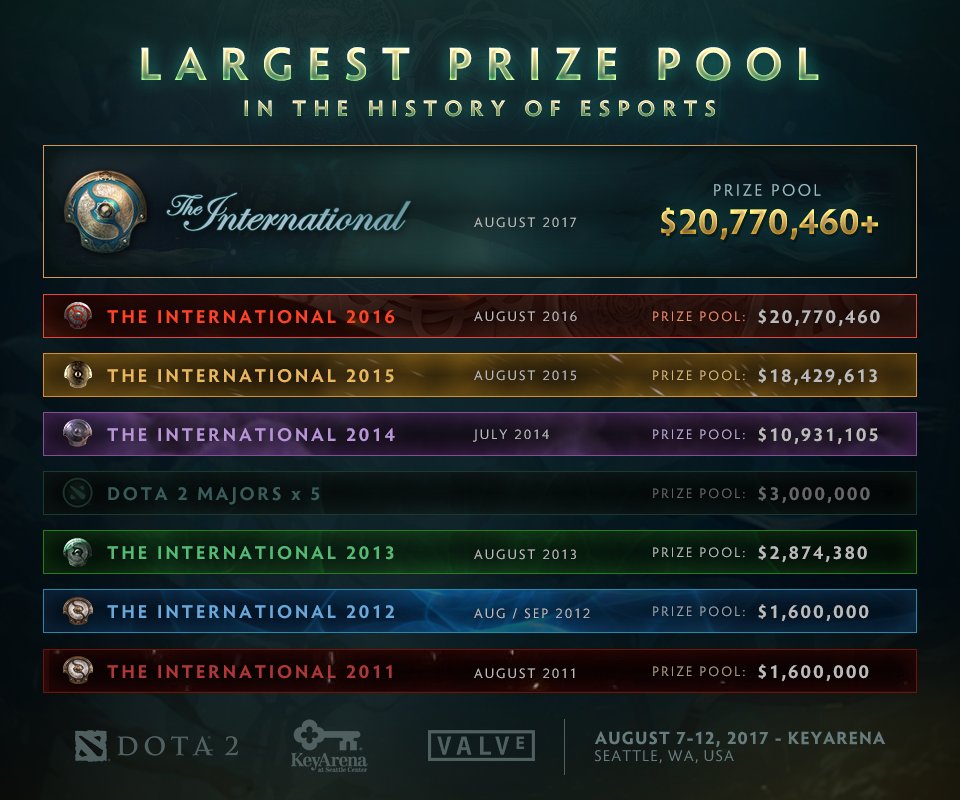 LARGEST PRIZE POOL
IN THE HISTORY OF ESPORTS
The International AUGUST 2017 PRIZE POOL
$20,770,460+
THE INTERNATIONAL 2016 AUGUST 2016 PRIZE POOL: $20,770,460
THE INTERNATIONAL 2015 AUGUST 2015 PRIZE POOL: $18,429,613
THE INTERNATIONAL 2014 JULY 2014 PRIZE POOL: $10,931,105
DOTA 2 MAJORS x 5 PRIZE POOL: $3,000,000
THE INTERNATIONAL 2013 AUGUST 2013 PRIZE POOL: $2,874,380
THE INTERNATIONAL 2012 AUG / SEP 2012 PRIZE POOL: $1,600,000
THE INTERNATIONAL 2011 AUGUST 2011 PRIZE POOL: $1,600,000
DOTA 2
KeyArena
at Seattle Center
VALVE
AUGUST 7-12, 2017 - KEYARENA
SEATTLE, WA, USA